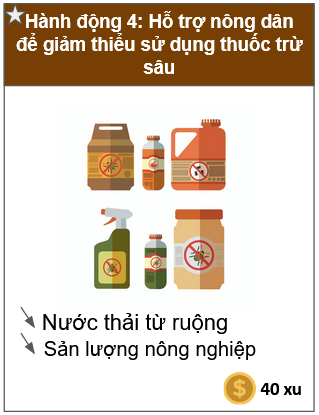 Hành động 4: Hỗ trợ nông dân
để giảm thiểu sử dụng thuốc trừ
sâu
Nước thải từ ruộng
Sản lượng nông nghiệp
$ 40 xu